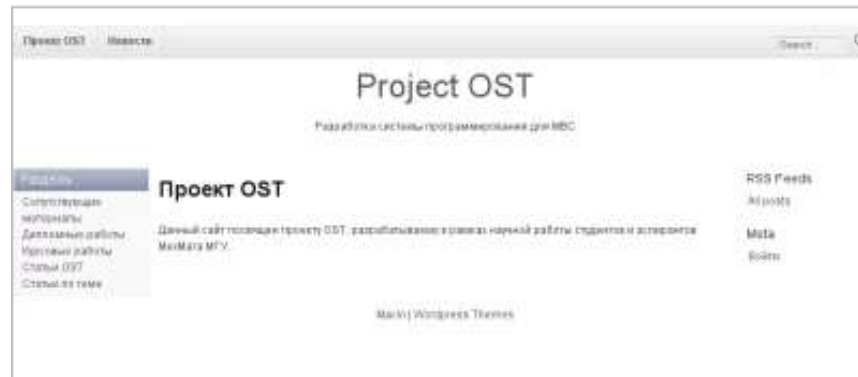 Проект OST Новости
Search
Project OST
Разработка системы программирования для МВС
Разделы
Сопутствующие
материалы
Дипломные работы
Курсовые работы
Статьи OST
Статьи по теме
Проект OST
Данный сайт посвящен проекту OST, разрабатываемому в рамках научной работы студентов и аспирантов
МехМата МГУ.
RSS Feeds
All posts
Meta
Войти
Wordpress Themes